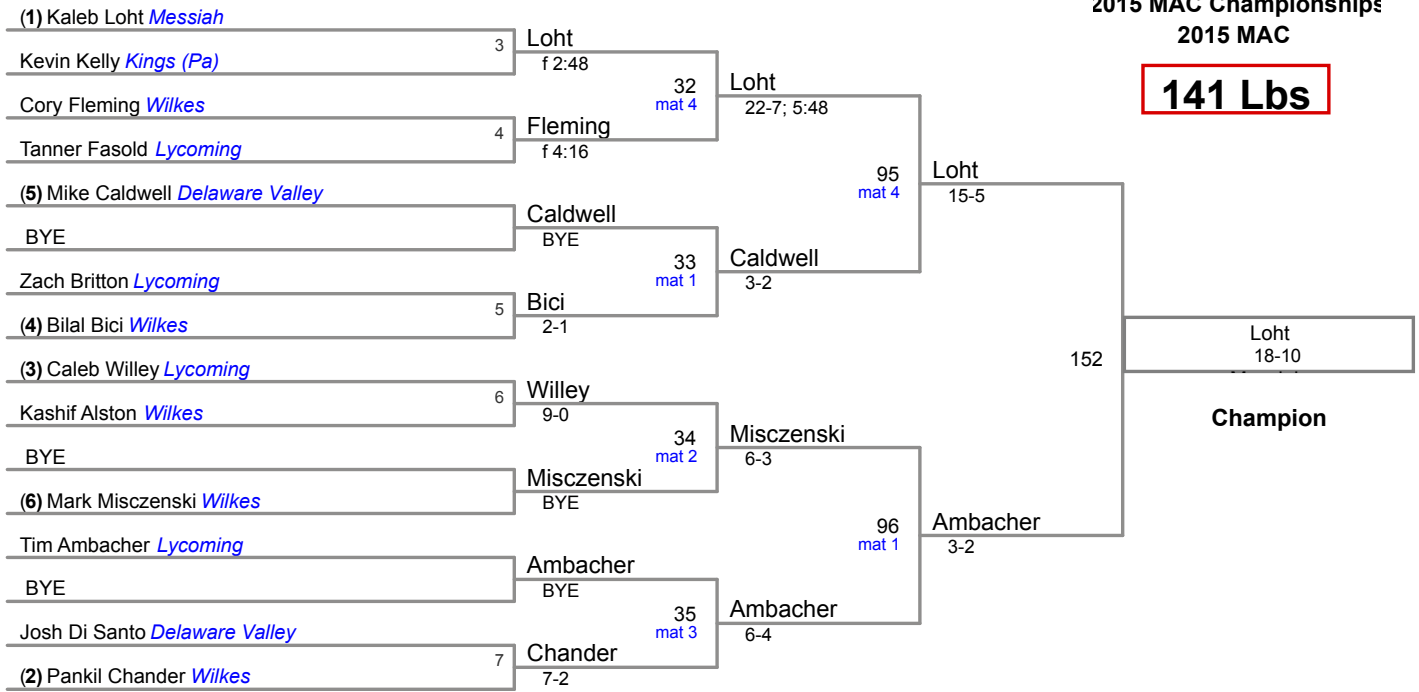 2015 MAC Championships
2015 MAC
141 Lbs
(1) Kaleb Loht Messiah
Kevin Kelly Kings (Pa)
Cory Fleming Wilkes
Tanner Fasold Lycoming
(5) Mike Caldwell Delaware Valley
BYE
Zach Britton Lycoming
(4) Bilal Bici Wilkes
(3) Caleb Willey Lycoming
Kashif Alston Wilkes
BYE
(6) Mark Misczenski Wilkes
Tim Ambacher Lycoming
BYE
Josh Di Santo Delaware Valley
(2) Pankil Chander Wilkes
3
Loht
f 2:48
4
Fleming
f 4:16
Caldwell
BYE
5
Bici
2-1
6
Willey
9-0
Misczenski
BYE
Ambacher
BYE
7
Chander
7-2
32
mat 4
Loht
22-7; 5:48
33
mat 1
Caldwell
3-2
34
mat 2
Misczenski
6-3
35
mat 3
Ambacher
6-4
95
mat 4
Loht
15-5
96
mat 1
Ambacher
3-2
152
Loht
18-10
Champion